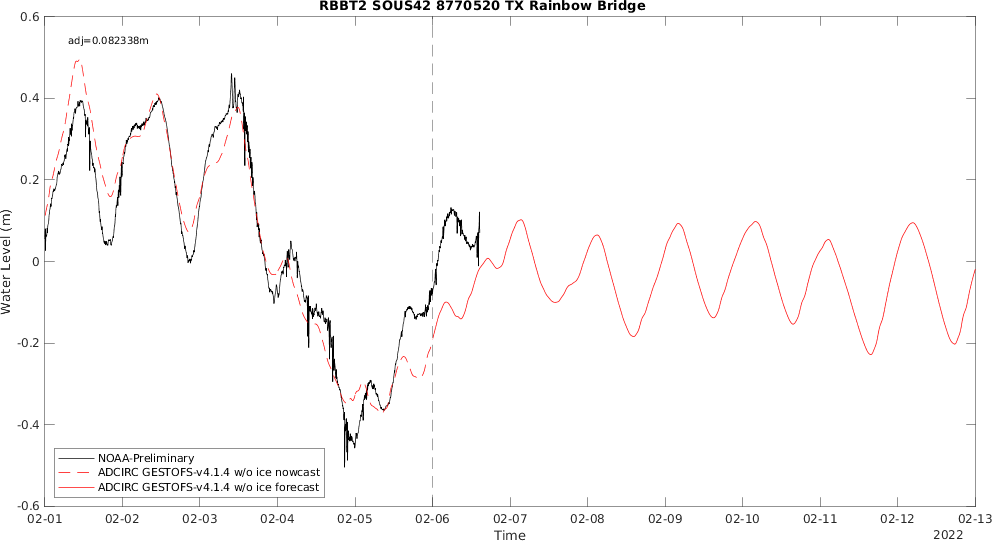 RBBT2 SOUS42 8770520 TX Rainbow Bridge
adj=0.082338m
0.6
0.4
0.2
0
-0.2
-0.4
-0.6
Water Level (m)
NOAA-Preliminary
ADCIRC GESTOFS-v4.1.4 w/o ice nowcast
ADCIRC GESTOFS-v4.1.4 w/o ice forecast
02-01 02-02 02-03 02-04 02-05 02-06 02-07 02-08 02-09 02-10 02-11 02-12 02-13
Time
2022